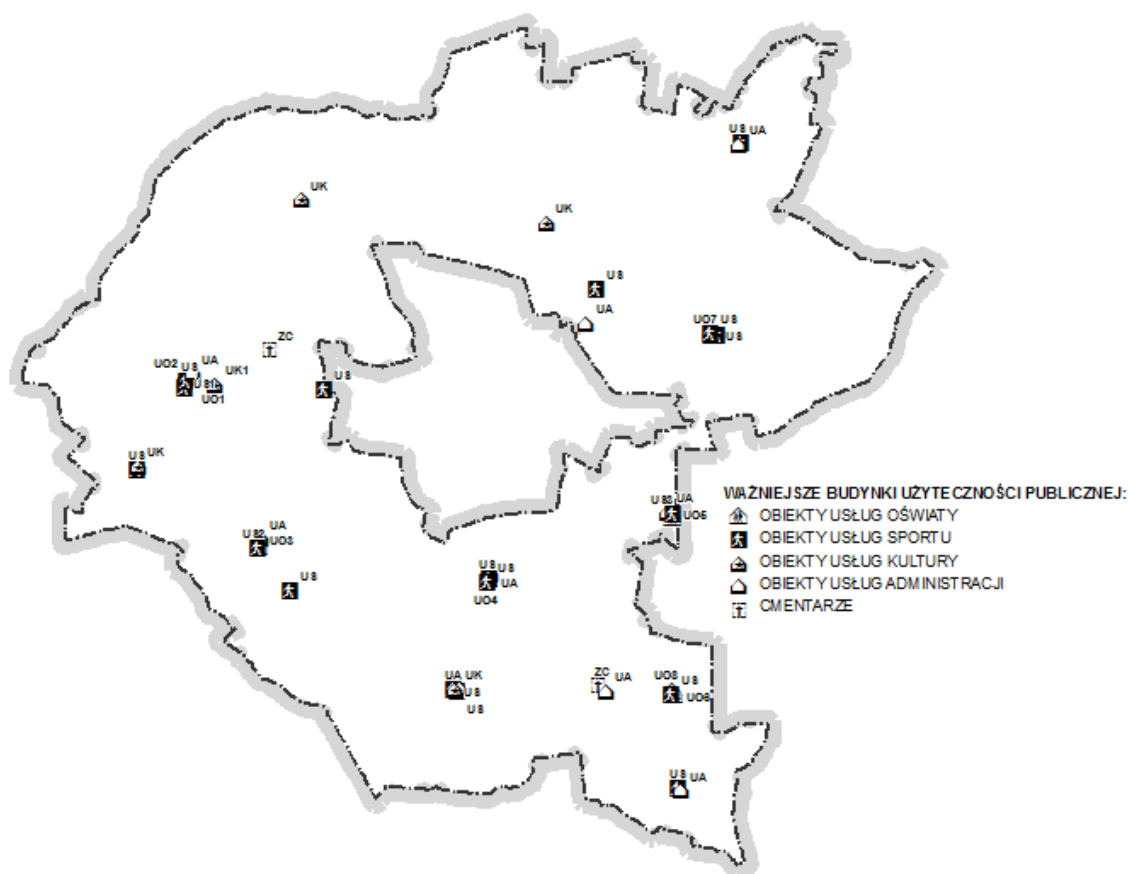 US UA
UK
UK
US
UA
UO7 US
US
ZC
UO2 US UA
UK1
UO1
US
US UK
US3 UA
UO5
UA
US2 UO3
US
US US
UA
UO4
UA UK
US
US
ZC UA
US
UO6
US UA
WAŻNIEJSZE BUDYNKI UŻYTECZNOŚCI PUBLICZNEJ:
OBIEKTY USŁUG OŚWIATY
OBIEKTY USŁUG SPORTU
OBIEKTY USŁUG KULTURY
OBIEKTY USŁUG ADMINISTRACJI
CMENTARZE